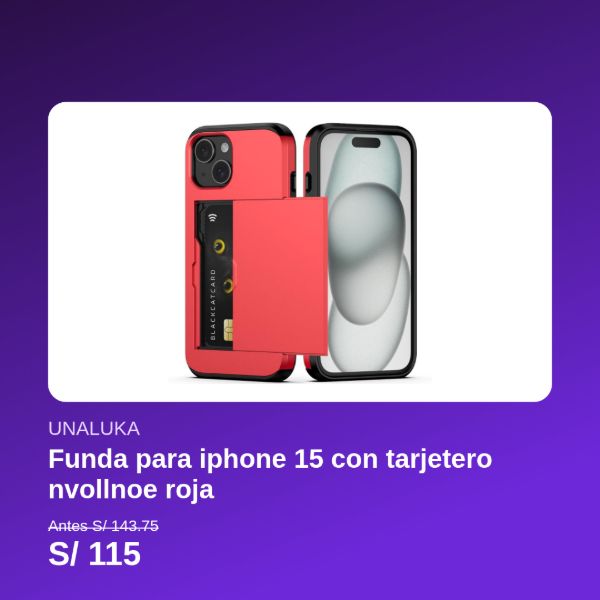 BLACKCATCARD
UNALUKA
Funda para iphone 15 con tarjetero
nvollnoe roja
Antes S/ 143.75
S/ 115